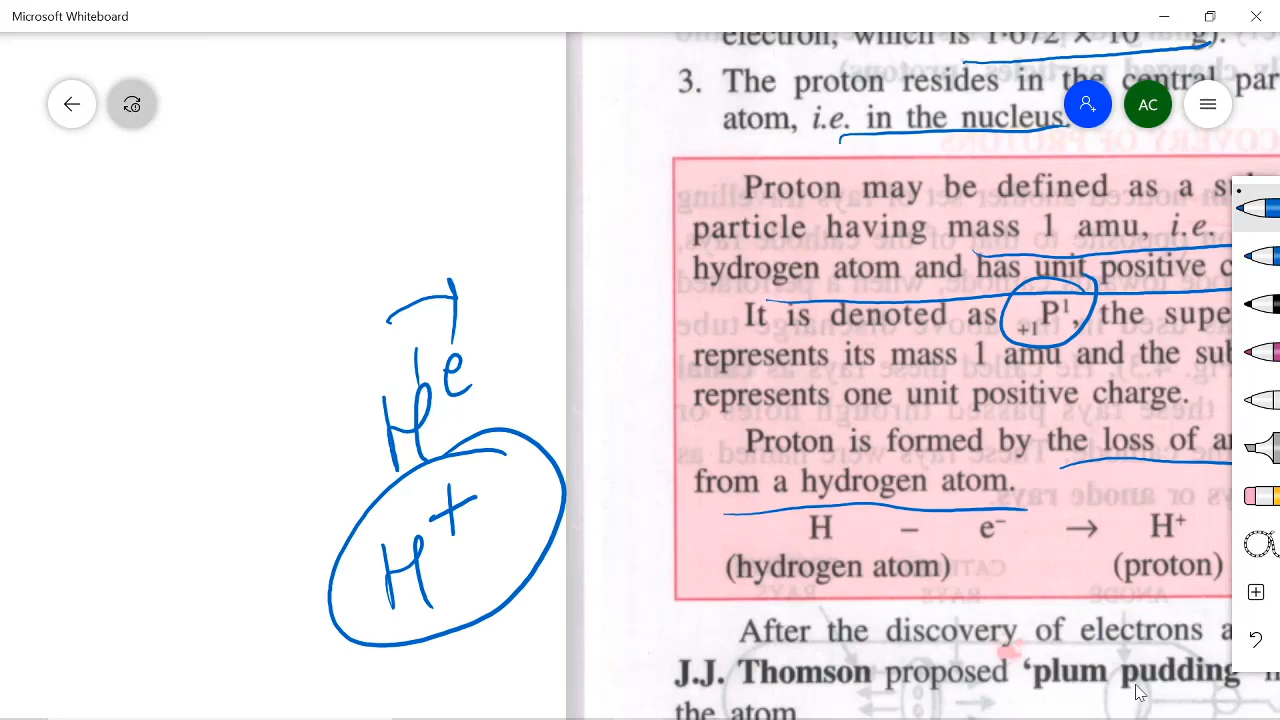 Microsoft Whiteboard
electron, which is 1·672 × 10 g).
3. The proton resides in the central par
atom, i.e. in the nucleus.
AC
Proton may be defined as a su
particle having mass 1 amu, i.e.
hydrogen atom and has unit positive c
It is denoted as ₊₁P¹, the supe
represents its mass 1 amu and the sub
represents one unit positive charge.
Proton is formed by the loss of an
from a hydrogen atom.
H – e⁻ → H⁺
(hydrogen atom) (proton)
After the discovery of electrons a
J.J. Thomson proposed ‘plum pudding
the atom
e
H
H+